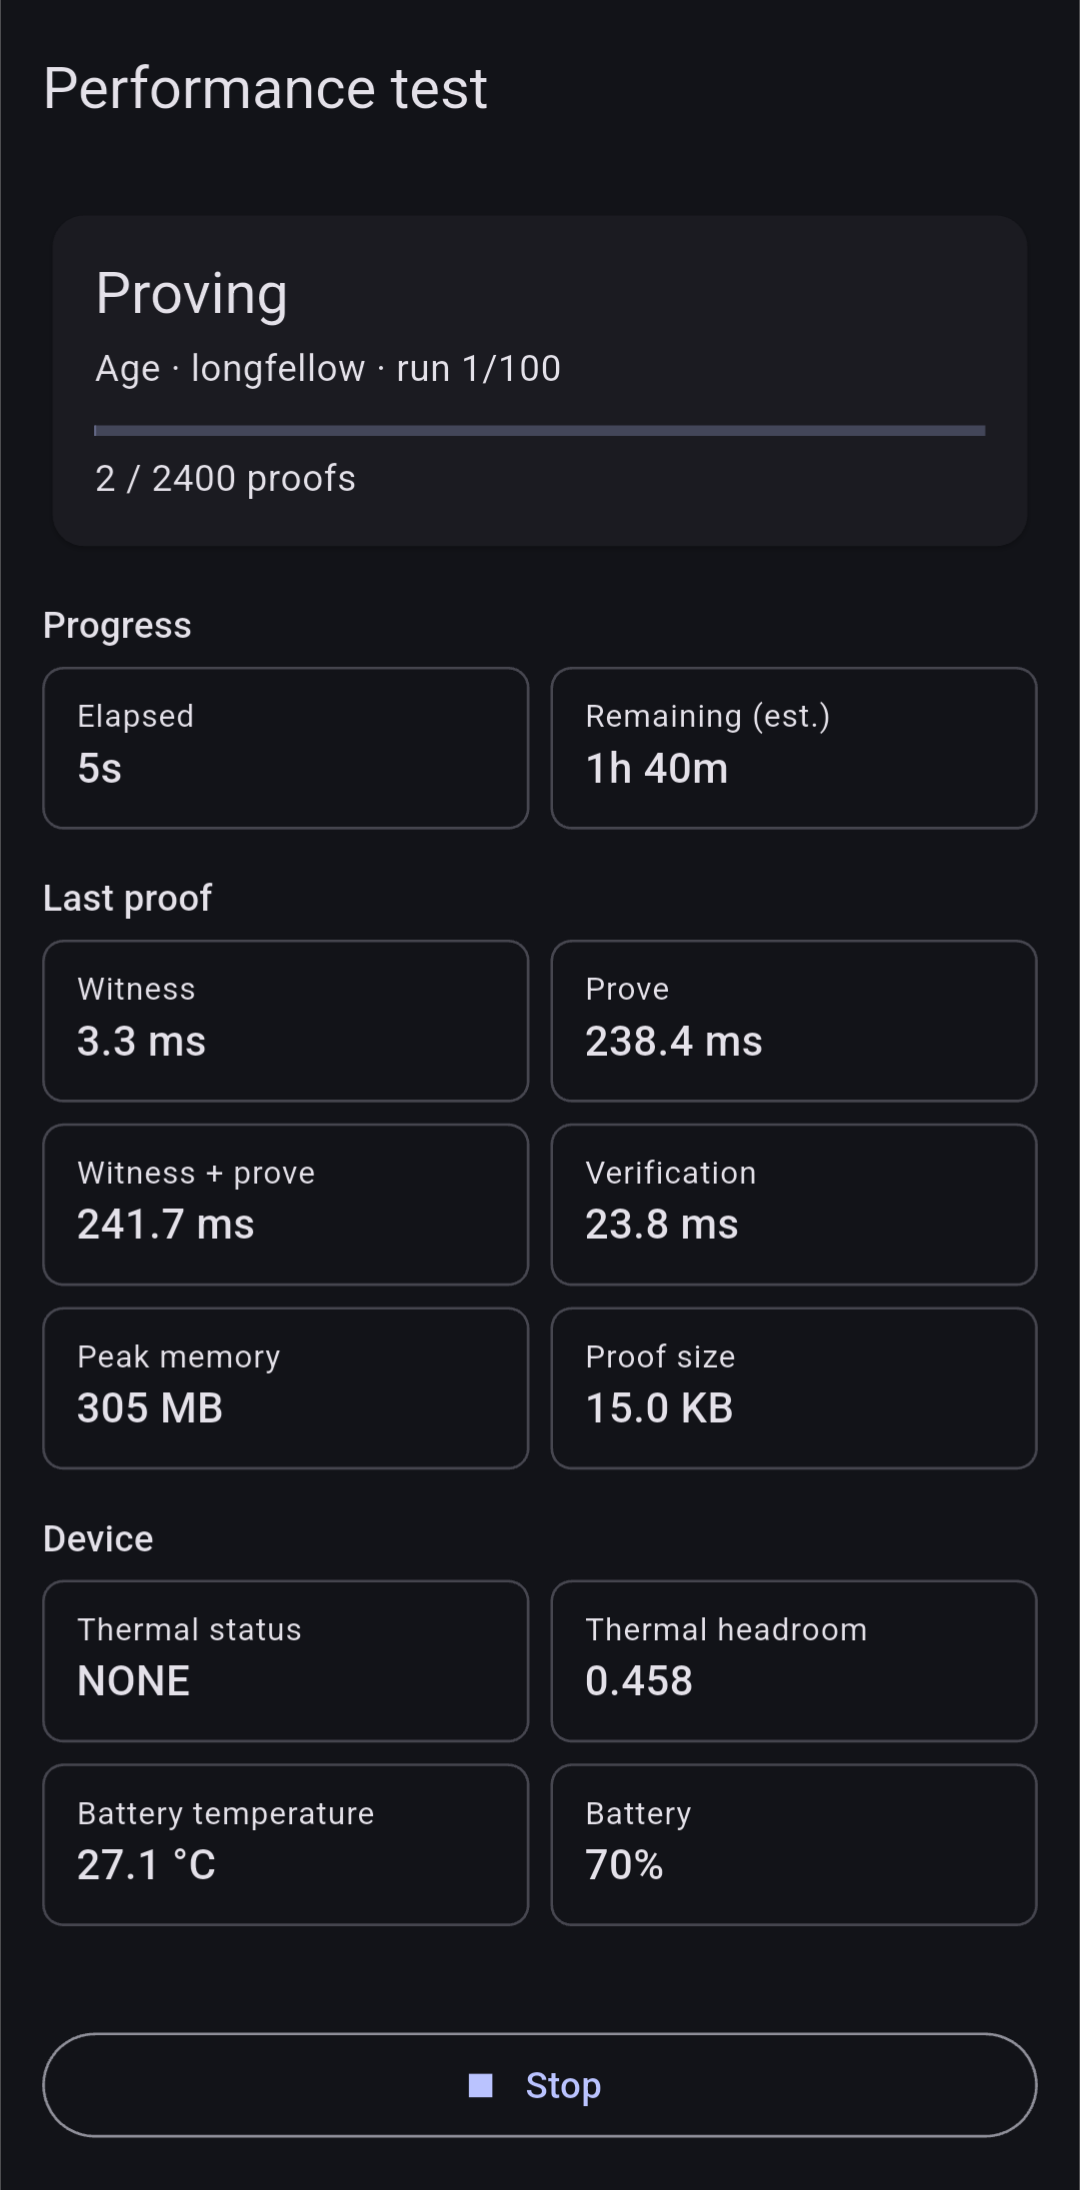 Performance test
Proving
Age · longfellow · run 1/100
2 / 2400 proofs
Progress
Elapsed
5s
Remaining (est.)
1h 40m
Last proof
Witness
3.3 ms
Prove
238.4 ms
Witness + prove
241.7 ms
Verification
23.8 ms
Peak memory
305 MB
Proof size
15.0 KB
Device
Thermal status
NONE
Thermal headroom
0.458
Battery temperature
27.1 °C
Battery
70%
Stop